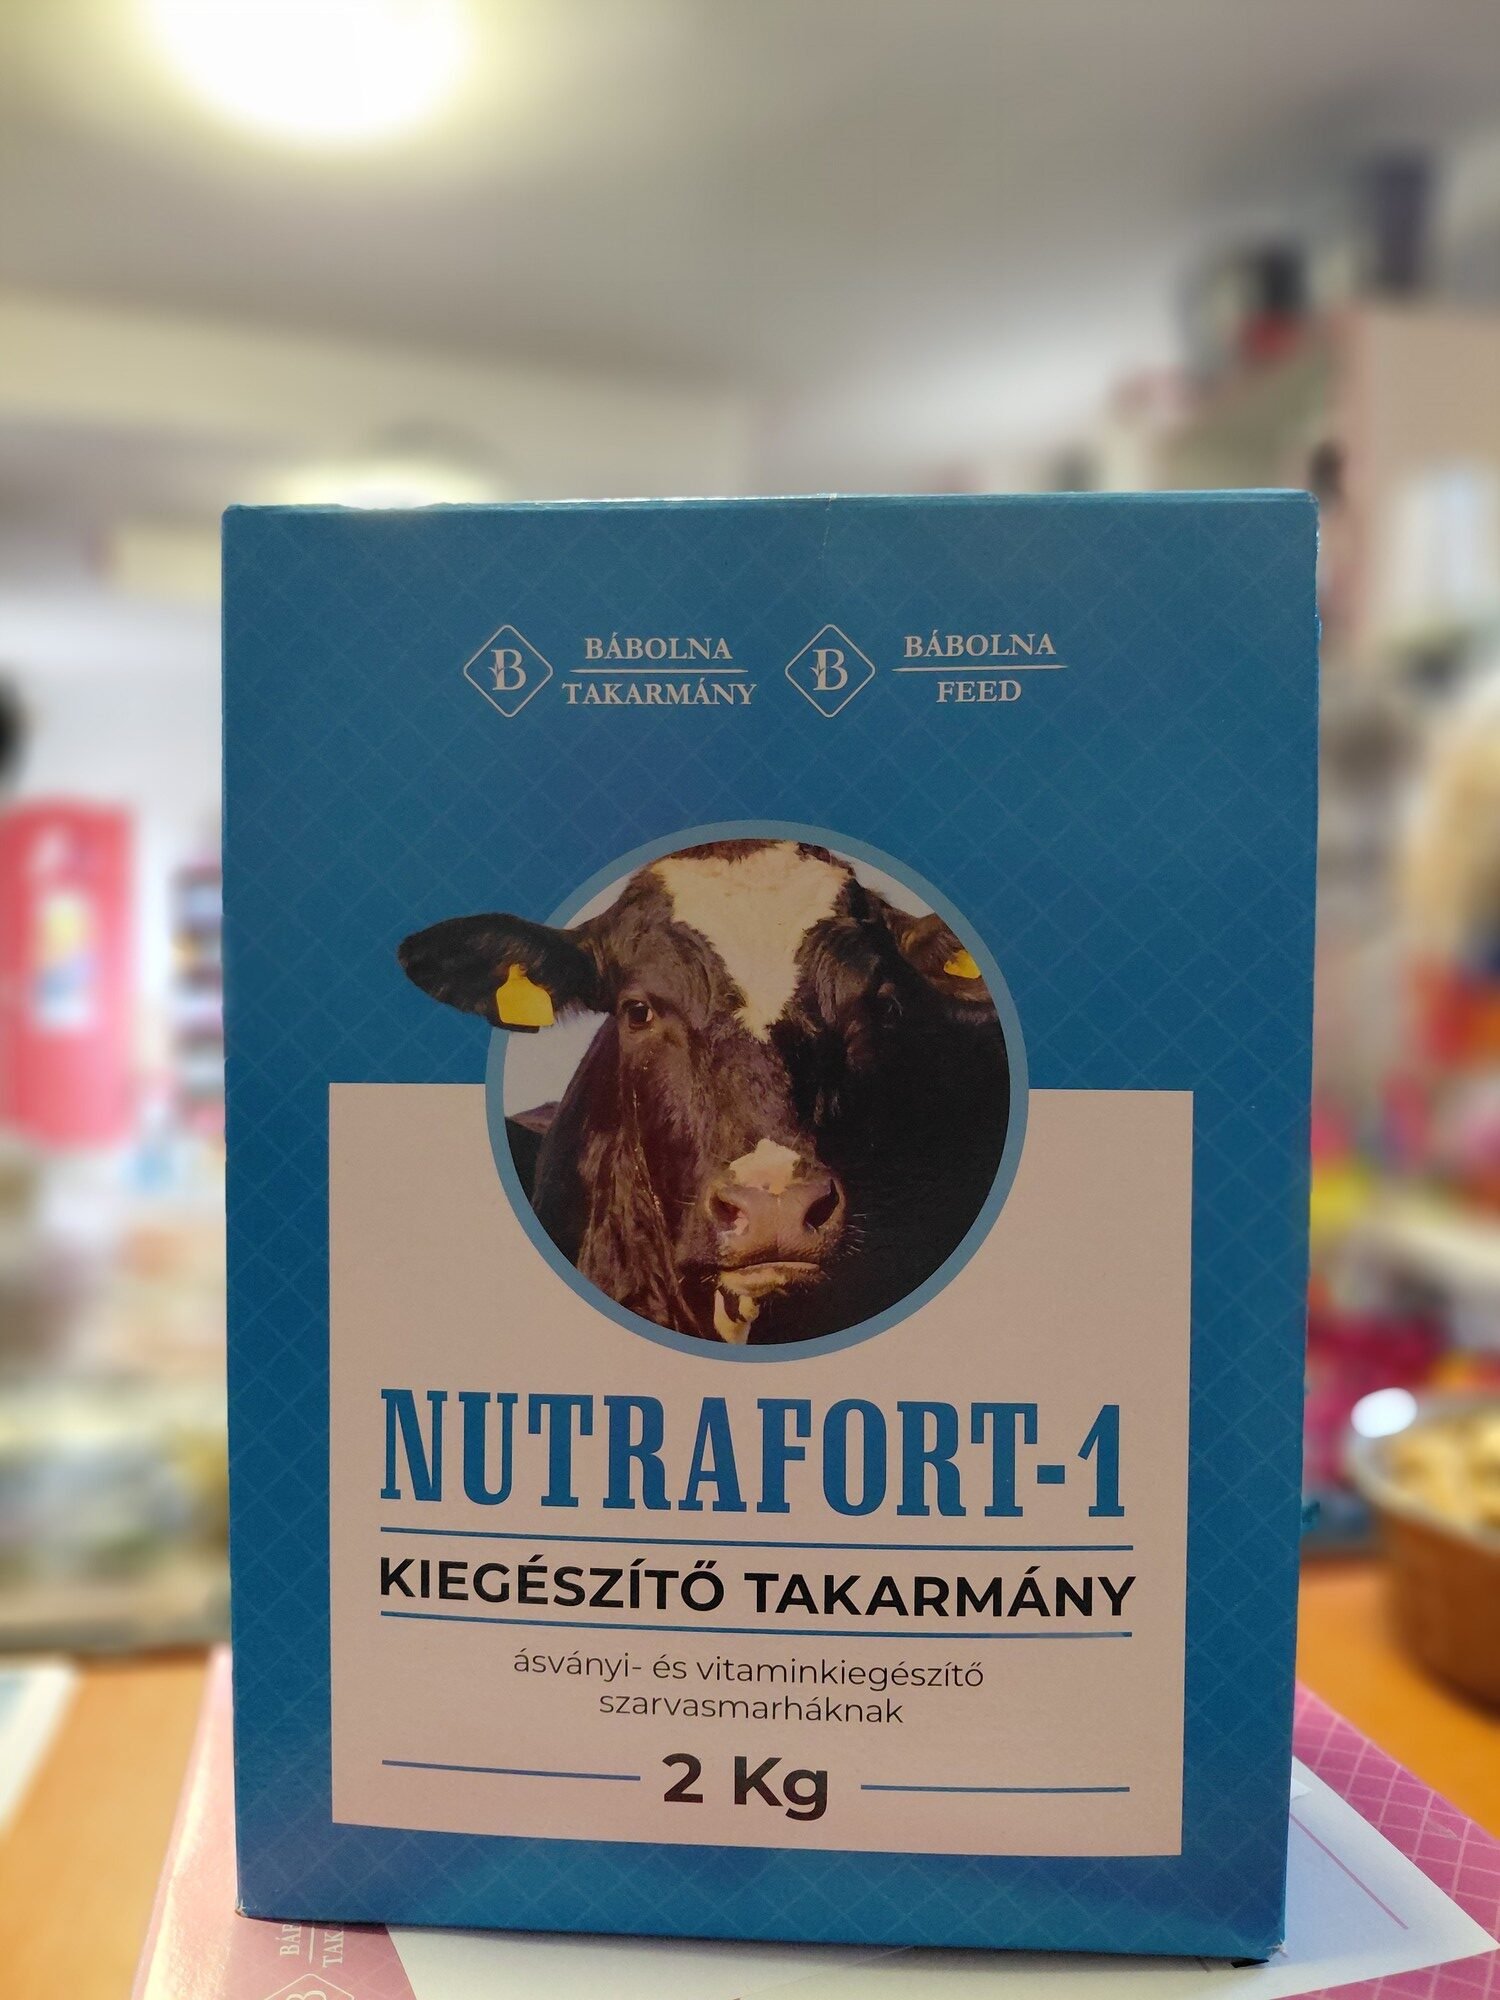 B BÁBOLNA TAKARMÁNY
B BÁBOLNA FEED
NUTRAFORT-1
KIEGÉSZÍTŐ TAKARMÁNY
ásványi- és vitaminkiegészítő
szarvasmarháknak
2 Kg